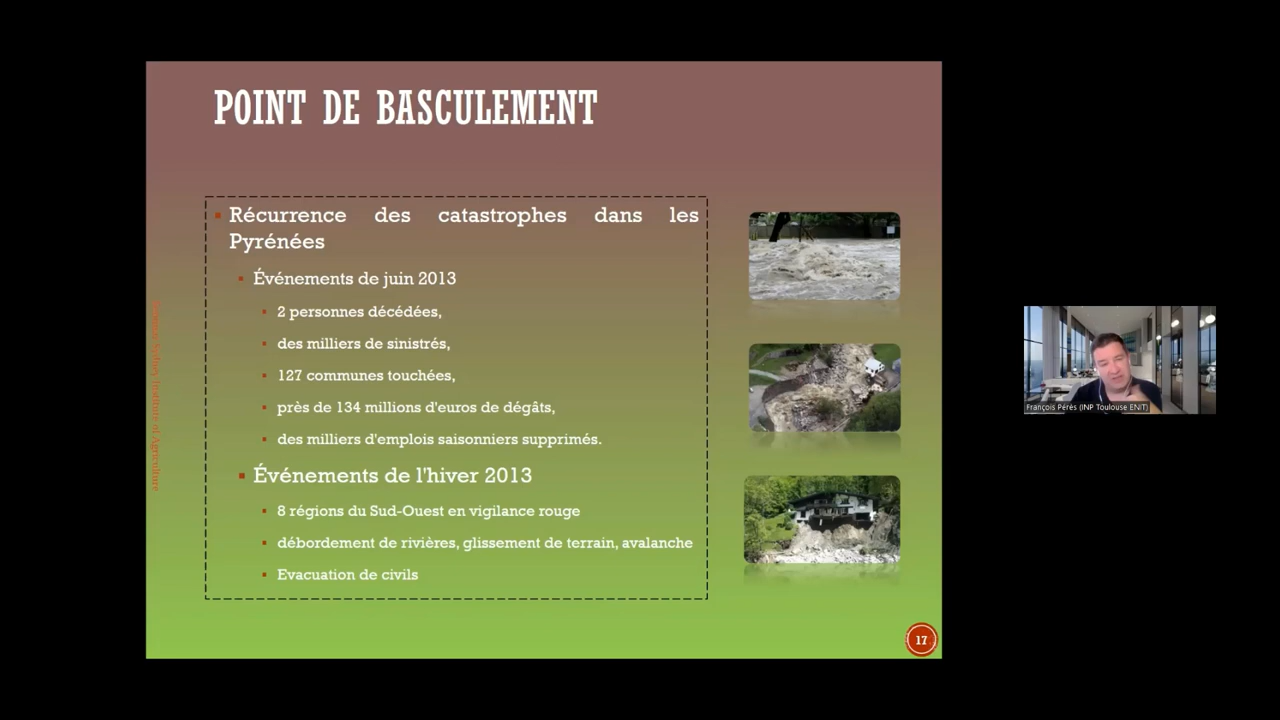 POINT DE BASCULEMENT
Récurrence des catastrophes dans les
Pyrénées
Événements de juin 2013
2 personnes décédées,
des milliers de sinistrés,
127 communes touchées,
près de 134 millions d'euros de dégâts,
des milliers d'emplois saisonniers supprimés.
Événements de l'hiver 2013
8 régions du Sud-Ouest en vigilance rouge
débordement de rivières, glissement de terrain, avalanche
Evacuation de civils
17
François Pérès (INP Toulouse ENIT)